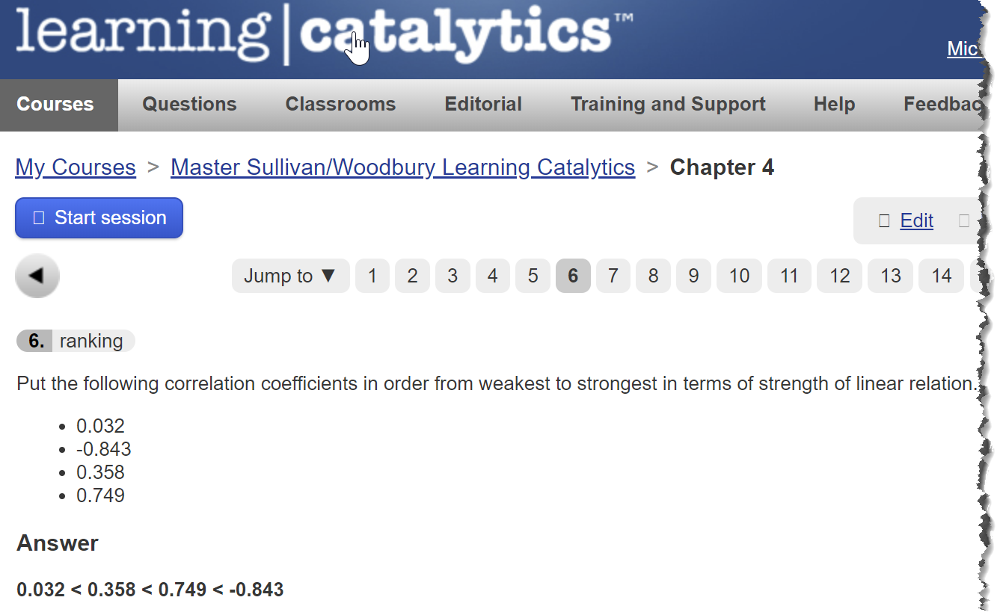 learning | catalytics™
Courses Questions Classrooms Editorial Training and Support Help
My Courses > Master Sullivan/Woodbury Learning Catalytics > Chapter 4
Start session
Edit
Jump to ▼ 1 2 3 4 5 6 7 8 9 10 11 12 13 14
6. ranking
Put the following correlation coefficients in order from weakest to strongest in terms of strength of linear relation.
• 0.032
• -0.843
• 0.358
• 0.749
Answer
0.032 < 0.358 < 0.749 < -0.843